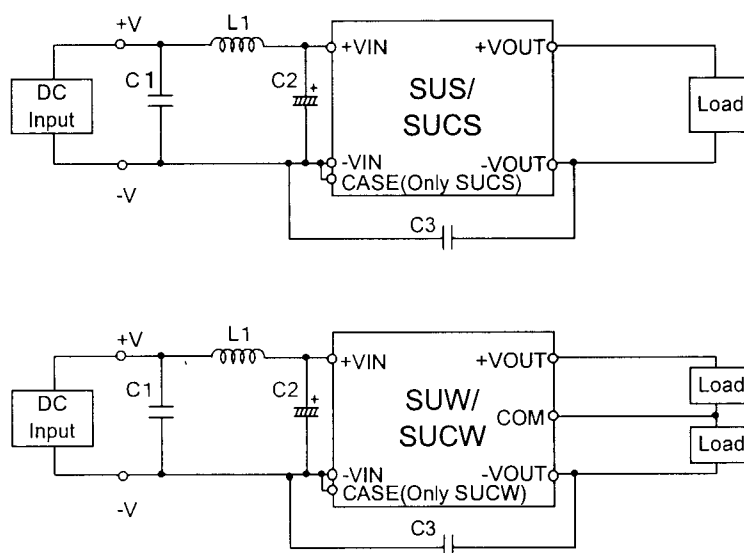 +V
L1
+VIN
+VOUT
C1
C2
+
DC
Input
SUS/
SUCS
Load
-V
-VIN
-VOUT
CASE(Only SUCS)
C3
+V
L1
+VIN
+VOUT
C1
C2
+
DC
Input
SUW/
SUCW
COM
Load
Load
-V
-VIN
-VOUT
CASE(Only SUCW)
C3